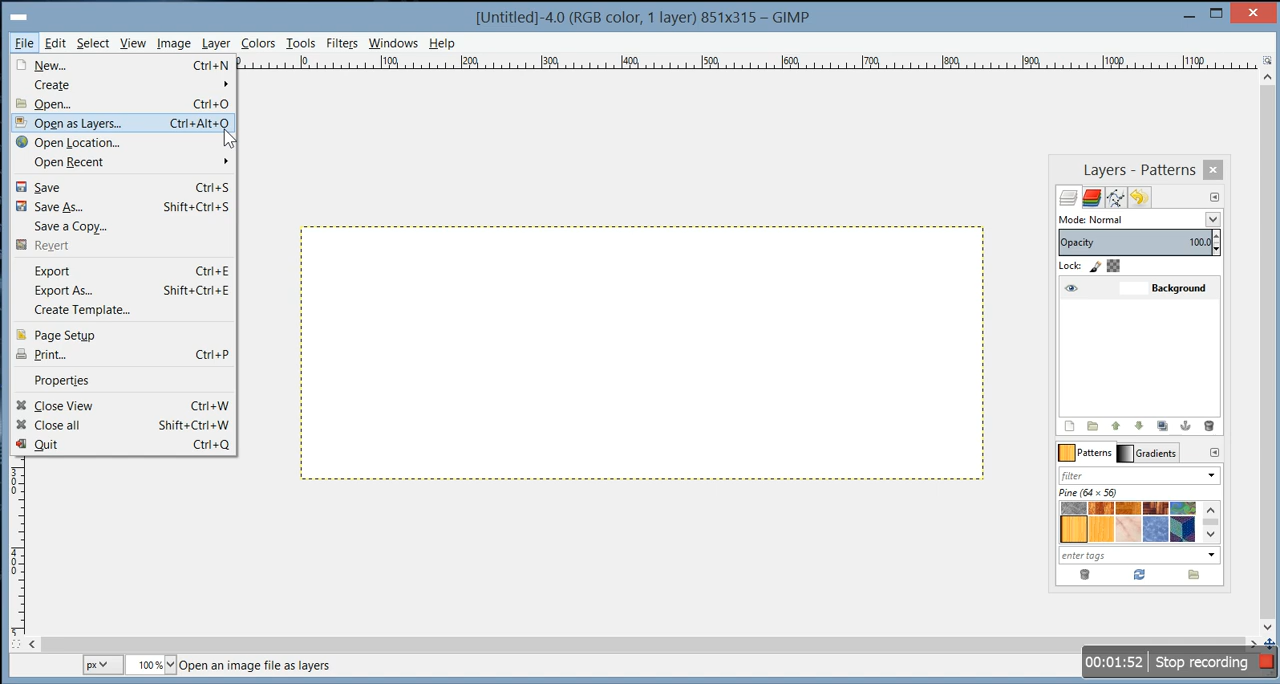 [Untitled]-4.0 (RGB color, 1 layer) 851x315 – GIMP
File Edit Select View Image Layer Colors Tools Filters Windows Help
0 100 200 300 400 500 600 700 800 900 1000 1100
New... Ctrl+N
Create
Open... Ctrl+O
Open as Layers... Ctrl+Alt+O
Open Location...
Open Recent
Save Ctrl+S
Save As... Shift+Ctrl+S
Save a Copy...
Revert
Export Ctrl+E
Export As... Shift+Ctrl+E
Create Template...
Page Setup
Print... Ctrl+P
Properties
Close View Ctrl+W
Close all Shift+Ctrl+W
Quit Ctrl+Q
300
400
5
Layers - Patterns
Mode: Normal
Opacity 100.0
Lock:
Background
Patterns Gradients
filter
Pine (64 × 56)
enter tags
px 100 % Open an image file as layers
00:01:52 Stop recording